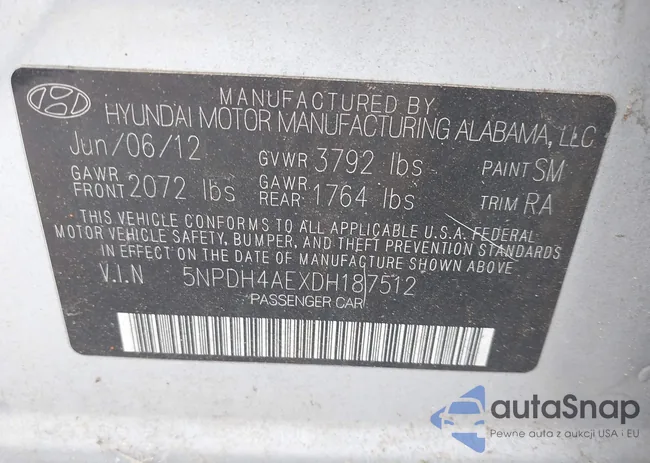 MANUFACTURED BY
HYUNDAI MOTOR MANUFACTURING ALABAMA, LLC
Jun/06/12 GVWR 3792 lbs PAINT SM
GAWR FRONT 2072 lbs GAWR REAR 1764 lbs TRIM RA
THIS VEHICLE CONFORMS TO ALL APPLICABLE U.S.A. FEDERAL
MOTOR VEHICLE SAFETY, BUMPER, AND THEFT PREVENTION STANDARDS
IN EFFECT ON THE DATE OF MANUFACTURE SHOWN ABOVE
V.I.N 5NPDH4AEXDH187512
PASSENGER CAR
autaSnap
Pewne auta z aukcji USA i EU